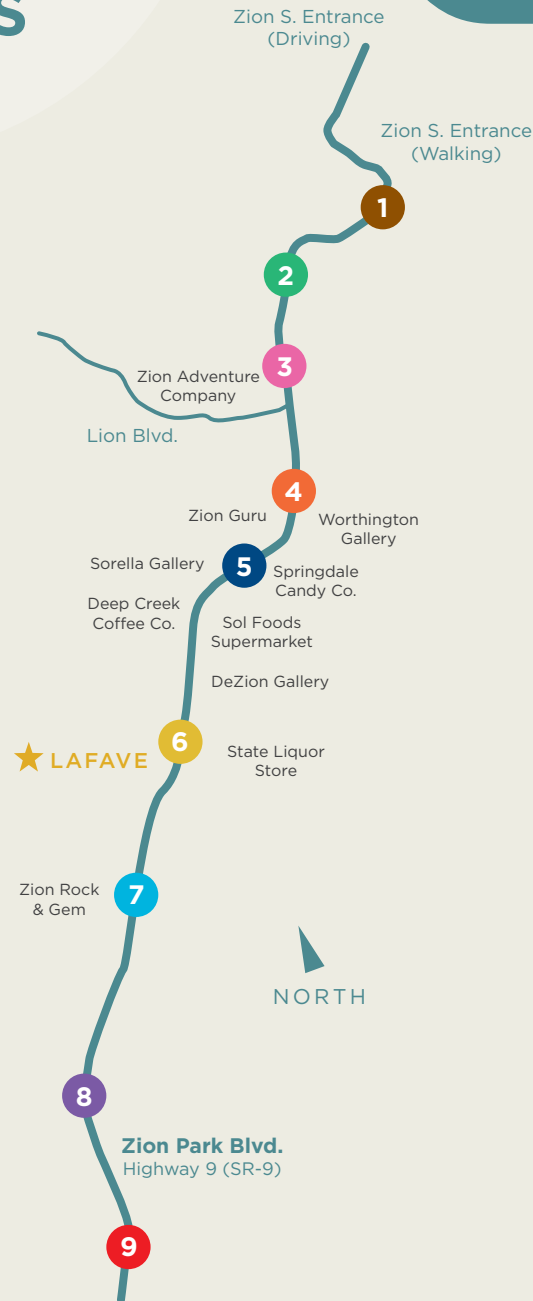 S
Zion S. Entrance
(Driving)
Zion S. Entrance
(Walking)
1
2
3
Zion Adventure
Company
Lion Blvd.
4
Zion Guru
Worthington
Gallery
Sorella Gallery
5
Springdale
Candy Co.
Deep Creek
Coffee Co.
Sol Foods
Supermarket
DeZion Gallery
6
LAFAVE
State Liquor
Store
7
Zion Rock
& Gem
NORTH
8
Zion Park Blvd.
Highway 9 (SR-9)
9